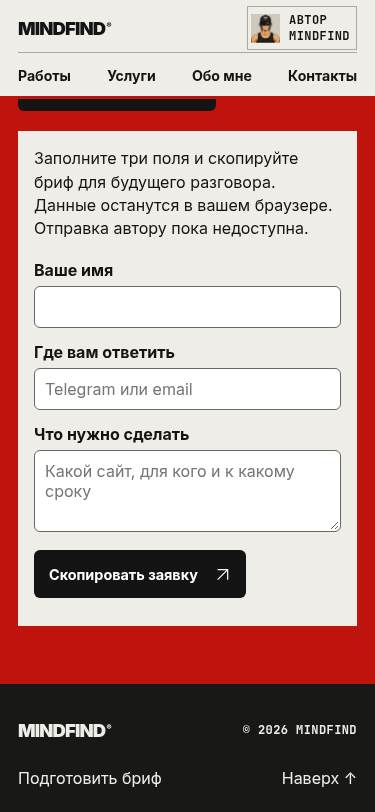 MINDFIND®
АВТОР
MINDFIND
Работы Услуги Обо мне Контакты
Заполните три поля и скопируйте
бриф для будущего разговора.
Данные останутся в вашем браузере.
Отправка автору пока недоступна.
Ваше имя
Где вам ответить
Telegram или email
Что нужно сделать
Какой сайт, для кого и к какому
сроку
Скопировать заявку ↗
MINDFIND®
© 2026 MINDFIND
Подготовить бриф
Наверх ↑